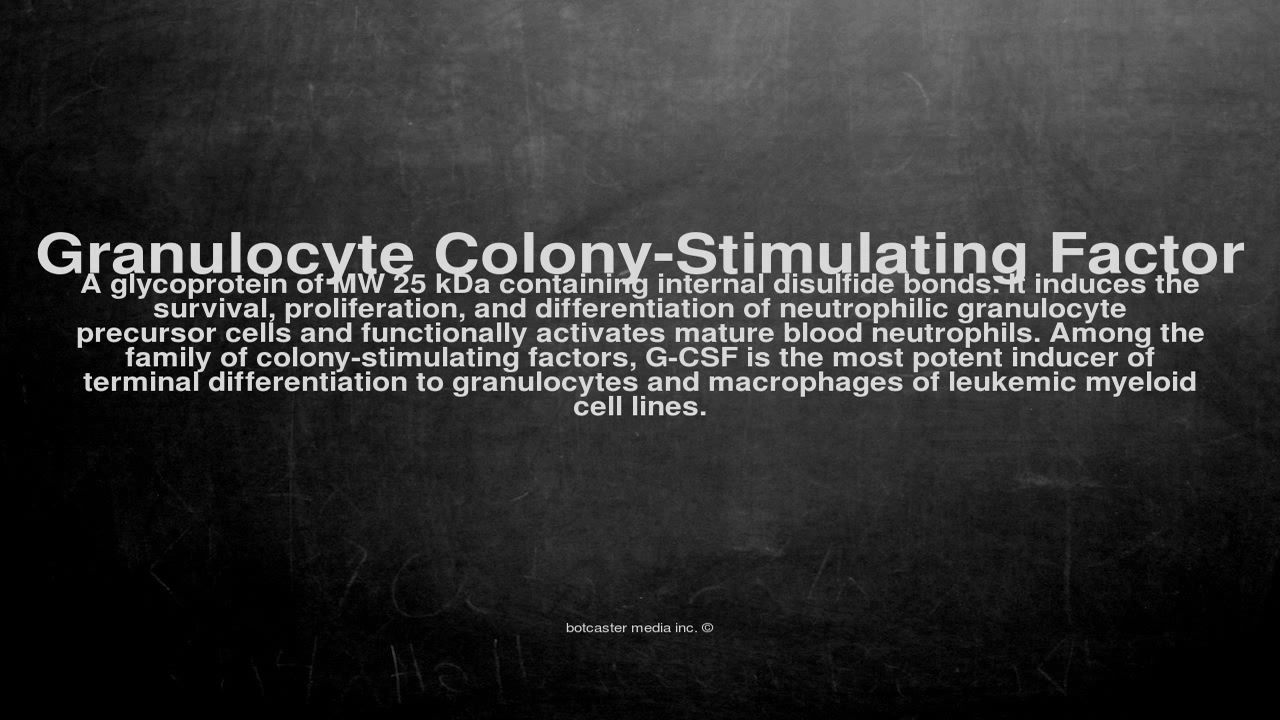 Granulocyte Colony-Stimulating Factor
A glycoprotein of MW 25 kDa containing internal disulfide bonds. It induces the
survival, proliferation, and differentiation of neutrophilic granulocyte
precursor cells and functionally activates mature blood neutrophils. Among the
family of colony-stimulating factors, G-CSF is the most potent inducer of
terminal differentiation to granulocytes and macrophages of leukemic myeloid
cell lines.
botcaster media inc. ©